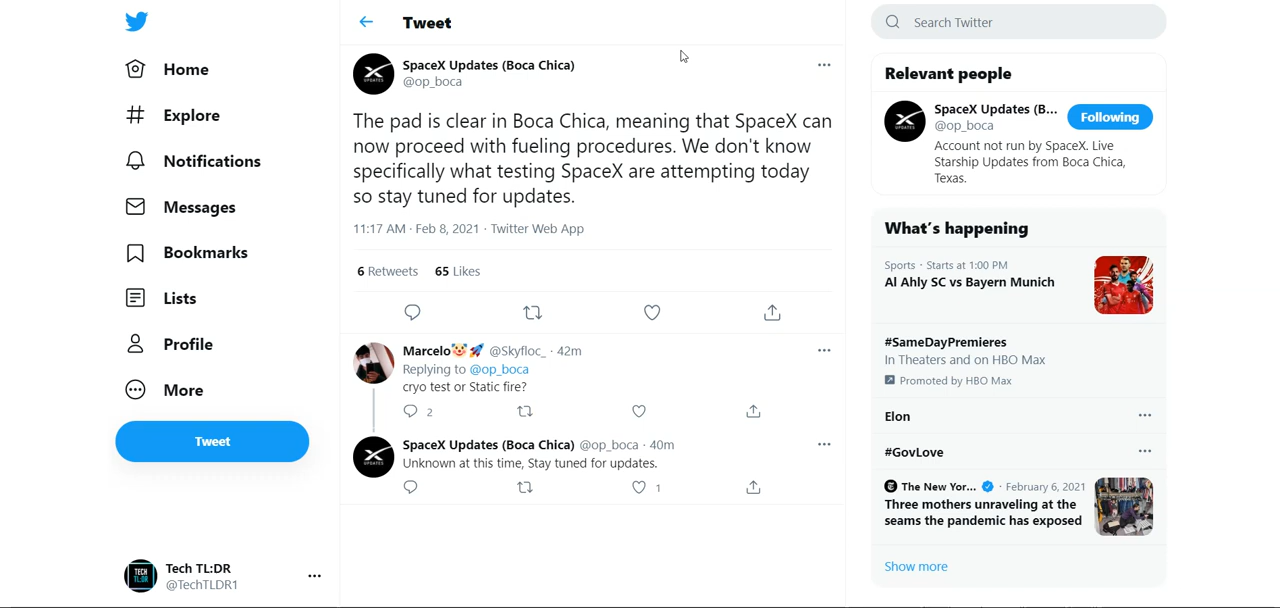 Home
Explore
Notifications
Messages
Bookmarks
Lists
Profile
More
Tweet
TECH
TL:DR
Tech TL:DR
@TechTLDR1
Tweet
SpaceX Updates (Boca Chica)
@op_boca
The pad is clear in Boca Chica, meaning that SpaceX can
now proceed with fueling procedures. We don't know
specifically what testing SpaceX are attempting today
so stay tuned for updates.
11:17 AM · Feb 8, 2021 · Twitter Web App
6 Retweets 65 Likes
Marcelo🤡🚀 @Skyfloc_ · 42m
Replying to @op_boca
cryo test or Static fire?
2
SpaceX Updates (Boca Chica) @op_boca · 40m
Unknown at this time, Stay tuned for updates.
1
Search Twitter
Relevant people
SpaceX Updates (B...
@op_boca
Following
Account not run by SpaceX. Live
Starship Updates from Boca Chica,
Texas.
What's happening
Sports · Starts at 1:00 PM
Al Ahly SC vs Bayern Munich
#SameDayPremieres
In Theaters and on HBO Max
Promoted by HBO Max
Elon
#GovLove
The New Yor... · February 6, 2021
Three mothers unraveling at the
seams the pandemic has exposed
Show more